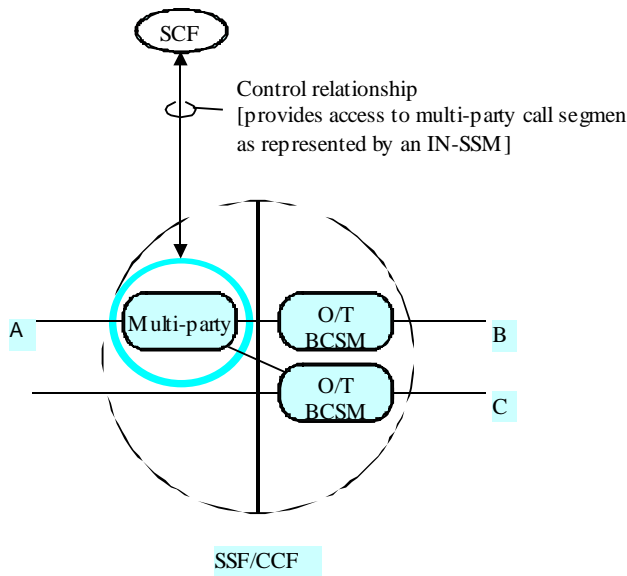 SCF
Control relationship
[provides access to multi-party call segmen
as represented by an IN-SSM]
A
Multi-party
O/T
BCSM
B
O/T
BCSM
C
SSF/CCF